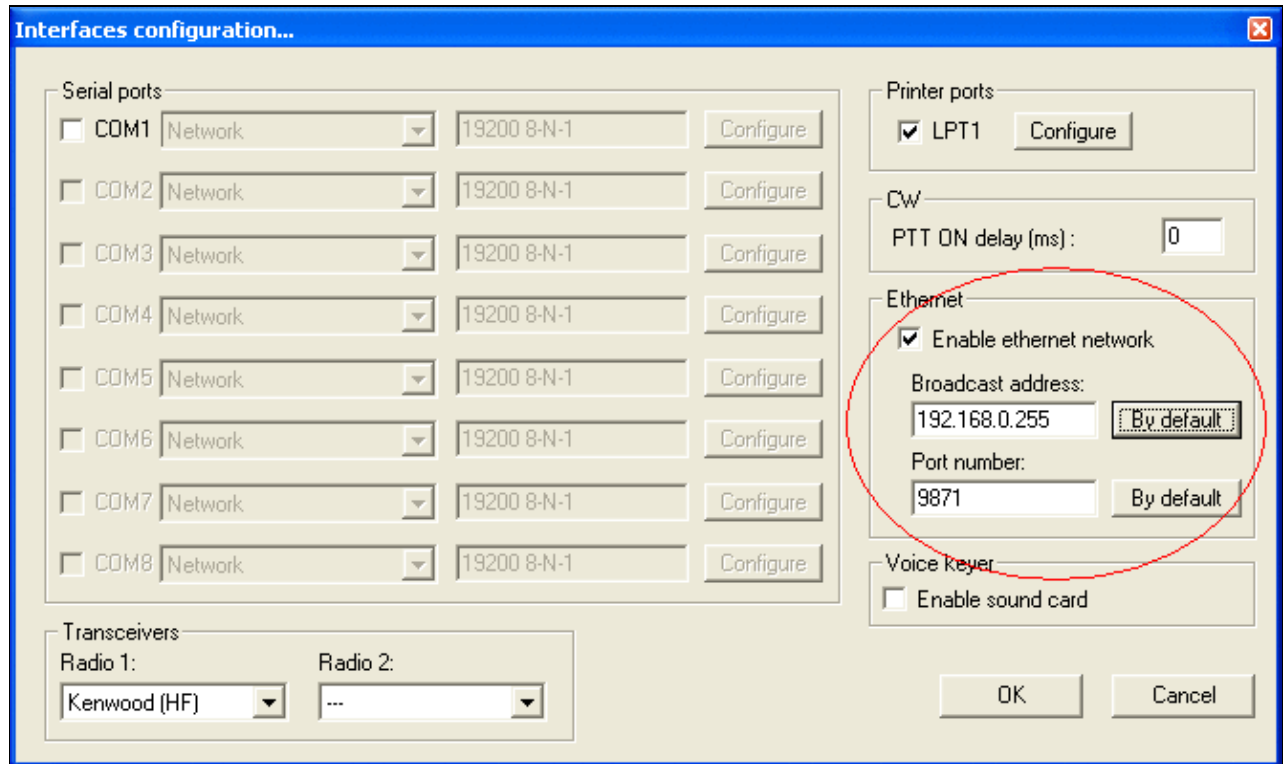 Interfaces configuration...
Serial ports
COM1 Network 19200 8-N-1 Configure
COM2 Network 19200 8-N-1 Configure
COM3 Network 19200 8-N-1 Configure
COM4 Network 19200 8-N-1 Configure
COM5 Network 19200 8-N-1 Configure
COM6 Network 19200 8-N-1 Configure
COM7 Network 19200 8-N-1 Configure
COM8 Network 19200 8-N-1 Configure
Transceivers
Radio 1: Radio 2:
Kenwood (HF) ---
Printer ports
LPT1 Configure
CW
PTT ON delay (ms) : 0
Ethernet
Enable ethernet network
Broadcast address:
192.168.0.255 By default
Port number:
9871 By default
Voice keyer
Enable sound card
OK Cancel